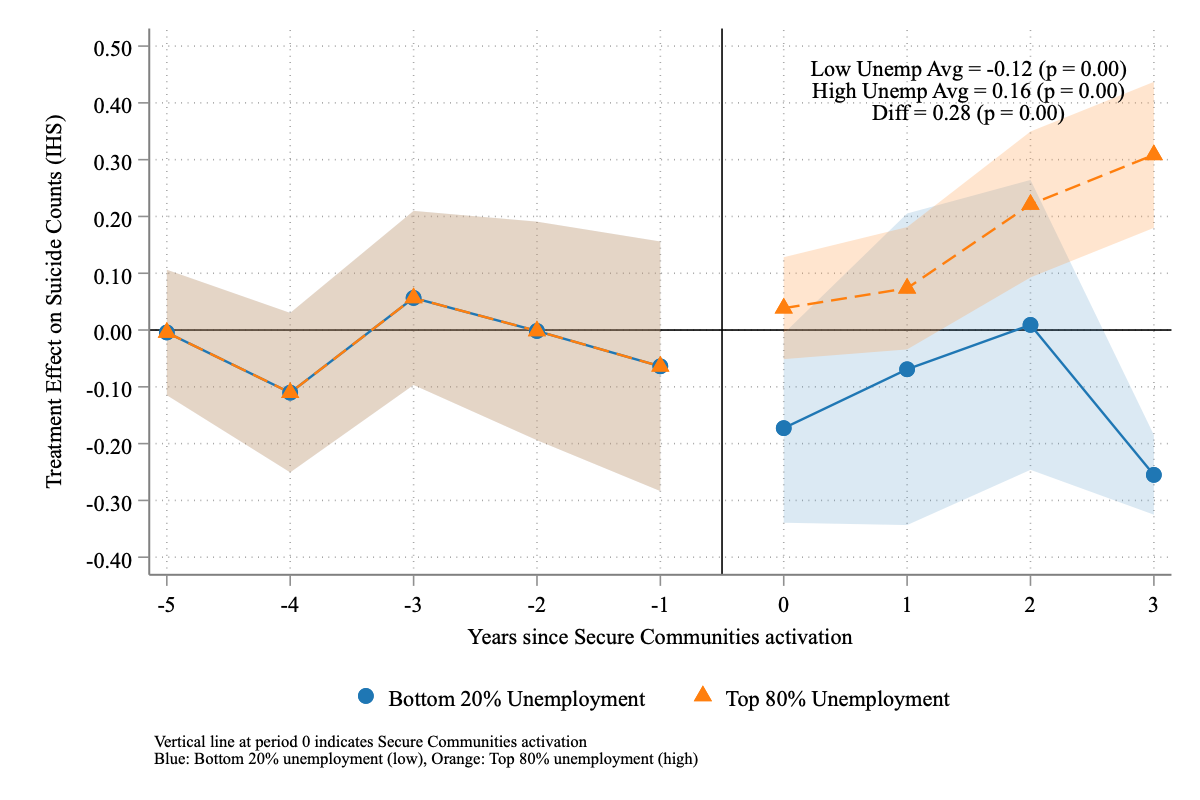 0.50
0.40
0.30
0.20
0.10
0.00
-0.10
-0.20
-0.30
-0.40
Treatment Effect on Suicide Counts (IHS)
Low Unemp Avg = -0.12 (p = 0.00)
High Unemp Avg = 0.16 (p = 0.00)
Diff = 0.28 (p = 0.00)
-5 -4 -3 -2 -1 0 1 2 3
Years since Secure Communities activation
Bottom 20% Unemployment Top 80% Unemployment
Vertical line at period 0 indicates Secure Communities activation
Blue: Bottom 20% unemployment (low), Orange: Top 80% unemployment (high)